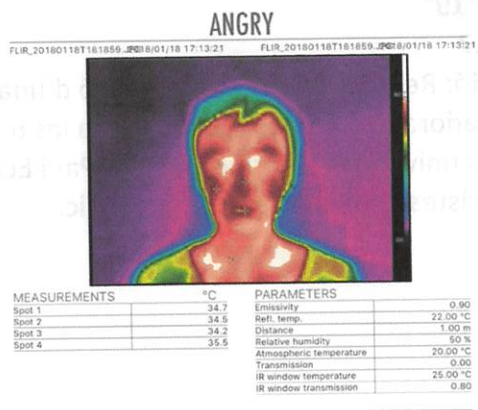 ANGRY
FLIR_20180118T161859.JPG 2018/01/18 17:13:21 FLIR_20180118T161859.JPG 2018/01/18 17:13:21
MEASUREMENTS °C
Spot 1 34.7
Spot 2 34.5
Spot 3 34.2
Spot 4 35.5
PARAMETERS
Emissivity 0.90
Refl. temp. 22.00 °C
Distance 1.00 m
Relative humidity 50 %
Atmospheric temperature 20.00 °C
Transmission 0.00
IR window temperature 25.00 °C
IR window transmission 0.80